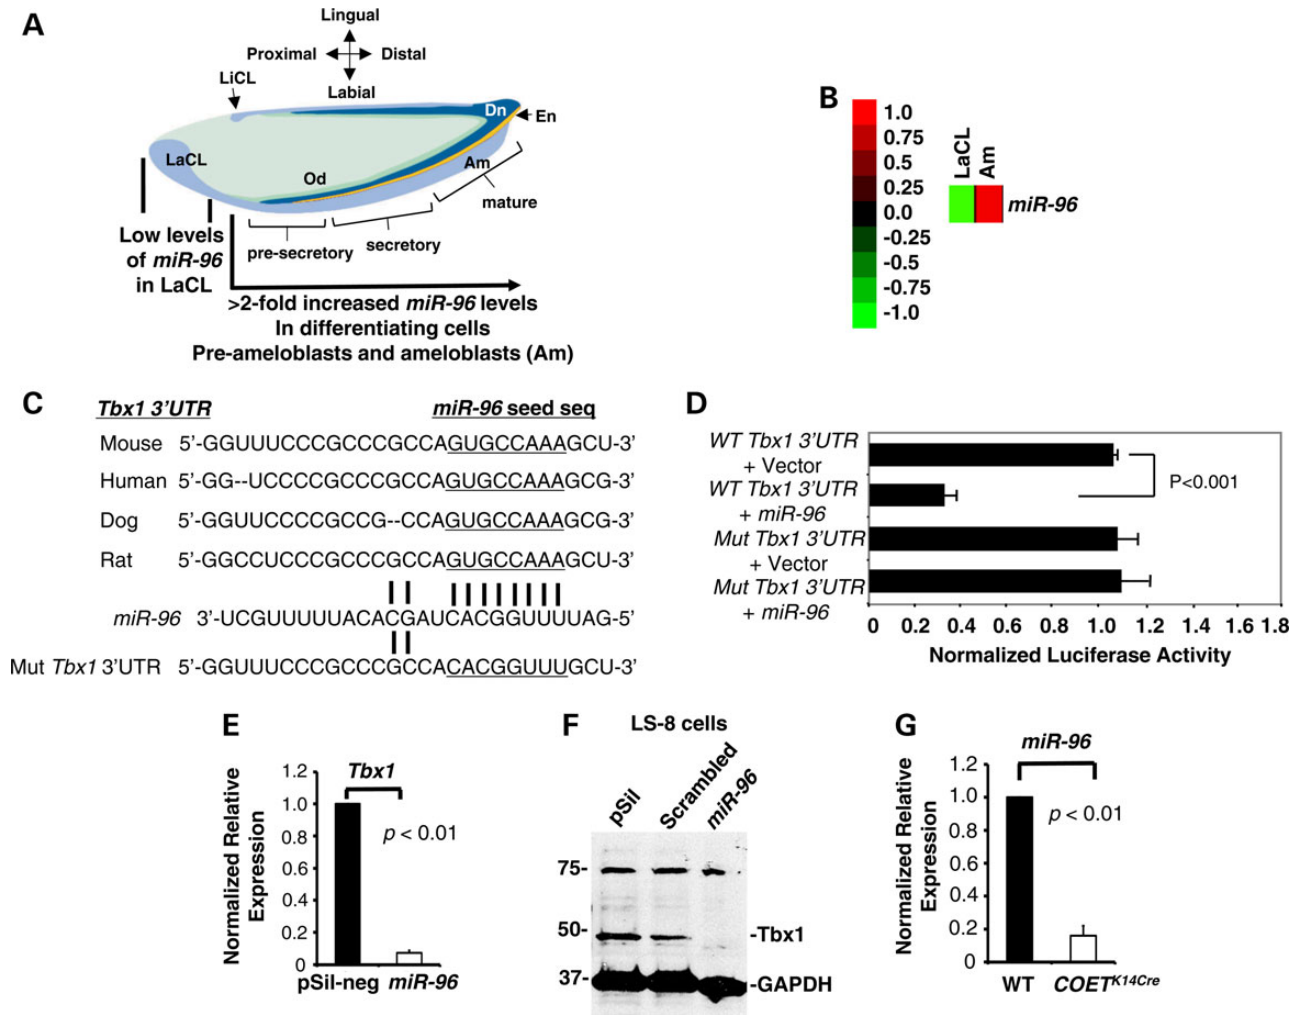 A
Lingual
Proximal
Distal
Labial
LiCL
Dn
En
LaCL
Od
Am
mature
secretory
pre-secretory
Low levels
of miR-96
in LaCL
>2-fold increased miR-96 levels
In differentiating cells
Pre-ameloblasts and ameloblasts (Am)
B
1.0
0.75
0.5
0.25
0.0
-0.25
-0.5
-0.75
-1.0
LaCL
Am
miR-96
C
Tbx1 3'UTR miR-96 seed seq
Mouse 5'-GGUUUCCCGCCCGCCAGUGCCAAAGCU-3'
Human 5'-GG--UCCCCGCCCGCCAGUGCCAAAGCG-3'
Dog 5'-GGUUUCCCGCCG--CCAGUGCCAAAGCG-3'
Rat 5'-GGCCUCCCGCCCGCCAGUGCCAAAGCU-3'
miR-96 3'-UCGUUUUUACACGAUCACGGUUUUAG-5'
Mut Tbx1 3'UTR 5'-GGUUUCCCGCCCGCCACACGGUUUGCU-3'
D
WT Tbx1 3'UTR
+ Vector
WT Tbx1 3'UTR
+ miR-96
Mut Tbx1 3'UTR
+ Vector
Mut Tbx1 3'UTR
+ miR-96
P<0.001
0 0.2 0.4 0.6 0.8 1.0 1.2 1.4 1.6 1.8
Normalized Luciferase Activity
E
Normalized Relative
Expression
1.2
1.0
0.8
0.6
0.4
0.2
0
Tbx1
p < 0.01
pSil-neg miR-96
F
LS-8 cells
pSil
Scrambled
miR-96
75-
50-
37-
-Tbx1
-GAPDH
G
Normalized Relative
Expression
1.2
1.0
0.8
0.6
0.4
0.2
0
miR-96
p < 0.01
WT COET^K14Cre